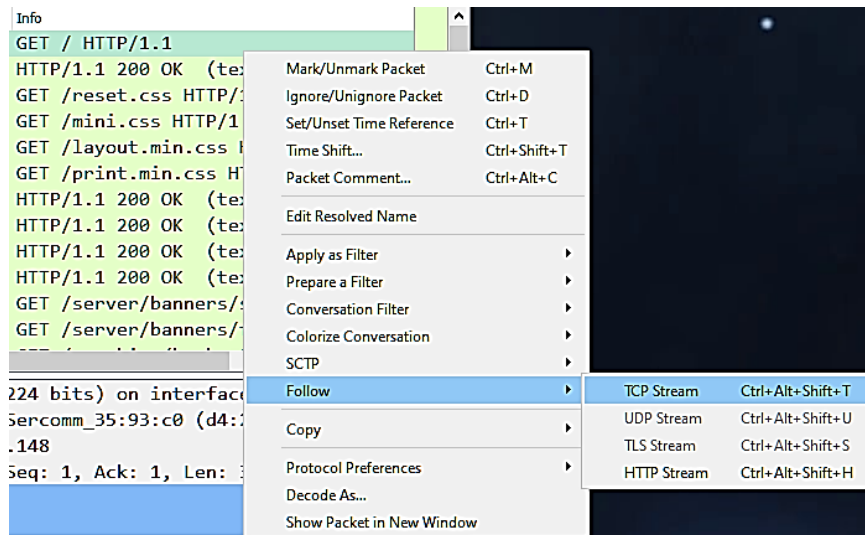 Info
GET / HTTP/1.1
HTTP/1.1 200 OK (te
GET /reset.css HTTP/
GET /mini.css HTTP/1
GET /layout.min.css
GET /print.min.css H
HTTP/1.1 200 OK (te
HTTP/1.1 200 OK (te
HTTP/1.1 200 OK (te
HTTP/1.1 200 OK (te
GET /server/banners/
GET /server/banners/
224 bits) on interfac
Sercomm_35:93:c0 (d4:
.148
Seq: 1, Ack: 1, Len:
Mark/Unmark Packet Ctrl+M
Ignore/Unignore Packet Ctrl+D
Set/Unset Time Reference Ctrl+T
Time Shift... Ctrl+Shift+T
Packet Comment... Ctrl+Alt+C
Edit Resolved Name
Apply as Filter
Prepare a Filter
Conversation Filter
Colorize Conversation
SCTP
Follow
Copy
Protocol Preferences
Decode As...
Show Packet in New Window
TCP Stream Ctrl+Alt+Shift+T
UDP Stream Ctrl+Alt+Shift+U
TLS Stream Ctrl+Alt+Shift+S
HTTP Stream Ctrl+Alt+Shift+H